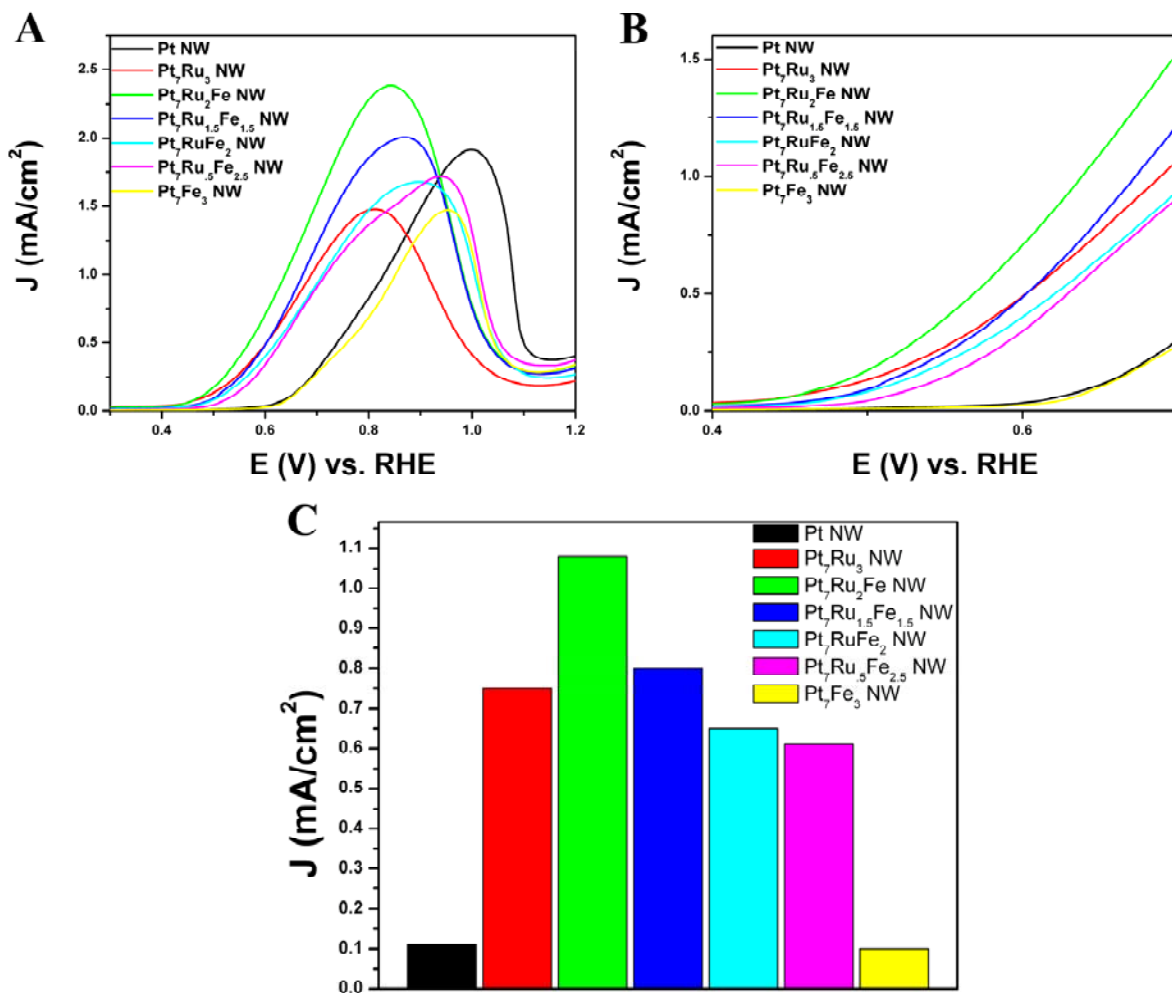 A
Pt NW
Pt₇Ru₃ NW
Pt₇Ru₂Fe NW
Pt₇Ru₁.₅Fe₁.₅ NW
Pt₇RuFe₂ NW
Pt₇Ru.₅Fe₂.₅ NW
Pt₇Fe₃ NW
2.5
2.0
1.5
1.0
0.5
0.0
J (mA/cm²)
0.4 0.6 0.8 1.0 1.2
E (V) vs. RHE
B
Pt NW
Pt₇Ru₃ NW
Pt₇Ru₂Fe NW
Pt₇Ru₁.₅Fe₁.₅ NW
Pt₇RuFe₂ NW
Pt₇Ru.₅Fe₂.₅ NW
Pt₇Fe₃ NW
1.5
1.0
0.5
0.0
J (mA/cm²)
0.4 0.6
E (V) vs. RHE
C
Pt NW
Pt₇Ru₃ NW
Pt₇Ru₂Fe NW
Pt₇Ru₁.₅Fe₁.₅ NW
Pt₇RuFe₂ NW
Pt₇Ru.₅Fe₂.₅ NW
Pt₇Fe₃ NW
1.1
1.0
0.9
0.8
0.7
0.6
0.5
0.4
0.3
0.2
0.1
0.0
J (mA/cm²)